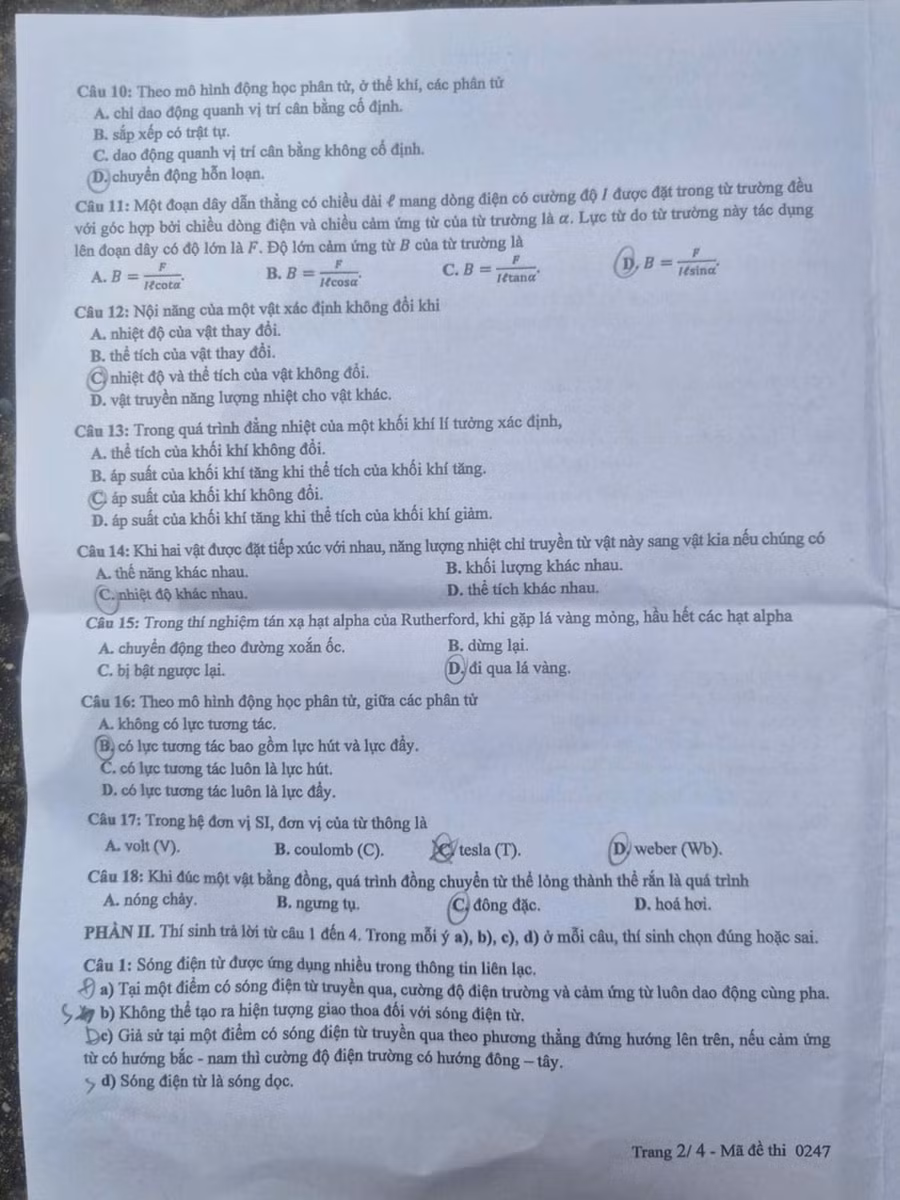 Câu 10: Theo mô hình động học phân tử, ở thể khí, các phân tử
A. chỉ dao động quanh vị trí cân bằng cố định.
B. sắp xếp có trật tự.
C. dao động quanh vị trí cân bằng không cố định.
D. chuyển động hỗn loạn.
Câu 11: Một đoạn dây dẫn thẳng có chiều dài ℓ mang dòng điện có cường độ I được đặt trong từ trường đều
với góc hợp bởi chiều dòng điện và chiều cảm ứng từ của từ trường là α. Lực từ do từ trường này tác dụng
lên đoạn dây có độ lớn là F. Độ lớn cảm ứng từ B của từ trường là
A. B = F/(Iℓcotα). B. B = F/(Iℓcosα). C. B = F/(Iℓtanα). D. B = F/(Iℓsinα).
Câu 12: Nội năng của một vật xác định không đổi khi
A. nhiệt độ của vật thay đổi.
B. thể tích của vật thay đổi.
C. nhiệt độ và thể tích của vật không đổi.
D. vật truyền năng lượng nhiệt cho vật khác.
Câu 13: Trong quá trình đẳng nhiệt của một khối khí lí tưởng xác định,
A. thể tích của khối khí không đổi.
B. áp suất của khối khí tăng khi thể tích của khối khí tăng.
C. áp suất của khối khí không đổi.
D. áp suất của khối khí tăng khi thể tích của khối khí giảm.
Câu 14: Khi hai vật được đặt tiếp xúc với nhau, năng lượng nhiệt chỉ truyền từ vật này sang vật kia nếu chúng có
A. thế năng khác nhau. B. khối lượng khác nhau.
C. nhiệt độ khác nhau. D. thể tích khác nhau.
Câu 15: Trong thí nghiệm tán xạ hạt alpha của Rutherford, khi gặp lá vàng mỏng, hầu hết các hạt alpha
A. chuyển động theo đường xoắn ốc. B. dừng lại.
C. bị bật ngược lại. D. đi qua lá vàng.
Câu 16: Theo mô hình động học phân tử, giữa các phân tử
A. không có lực tương tác.
B. có lực tương tác bao gồm lực hút và lực đẩy.
C. có lực tương tác luôn là lực hút.
D. có lực tương tác luôn là lực đẩy.
Câu 17: Trong hệ đơn vị SI, đơn vị của từ thông là
A. volt (V). B. coulomb (C). C. tesla (T). D. weber (Wb).
Câu 18: Khi đúc một vật bằng đồng, quá trình đồng chuyển từ thể lỏng thành thể rắn là quá trình
A. nóng chảy. B. ngưng tụ. C. đông đặc. D. hoá hơi.
PHẦN II. Thí sinh trả lời từ câu 1 đến 4. Trong mỗi ý a), b), c), d) ở mỗi câu, thí sinh chọn đúng hoặc sai.
Câu 1: Sóng điện từ được ứng dụng nhiều trong thông tin liên lạc.
a) Tại một điểm có sóng điện từ truyền qua, cường độ điện trường và cảm ứng từ luôn dao động cùng pha.
S b) Không thể tạo ra hiện tượng giao thoa đối với sóng điện từ.
D c) Giả sử tại một điểm có sóng điện từ truyền qua theo phương thẳng đứng hướng lên trên, nếu cảm ứng
từ có hướng bắc - nam thì cường độ điện trường có hướng đông – tây.
S d) Sóng điện từ là sóng dọc.
Trang 2/ 4 - Mã đề thi 0247